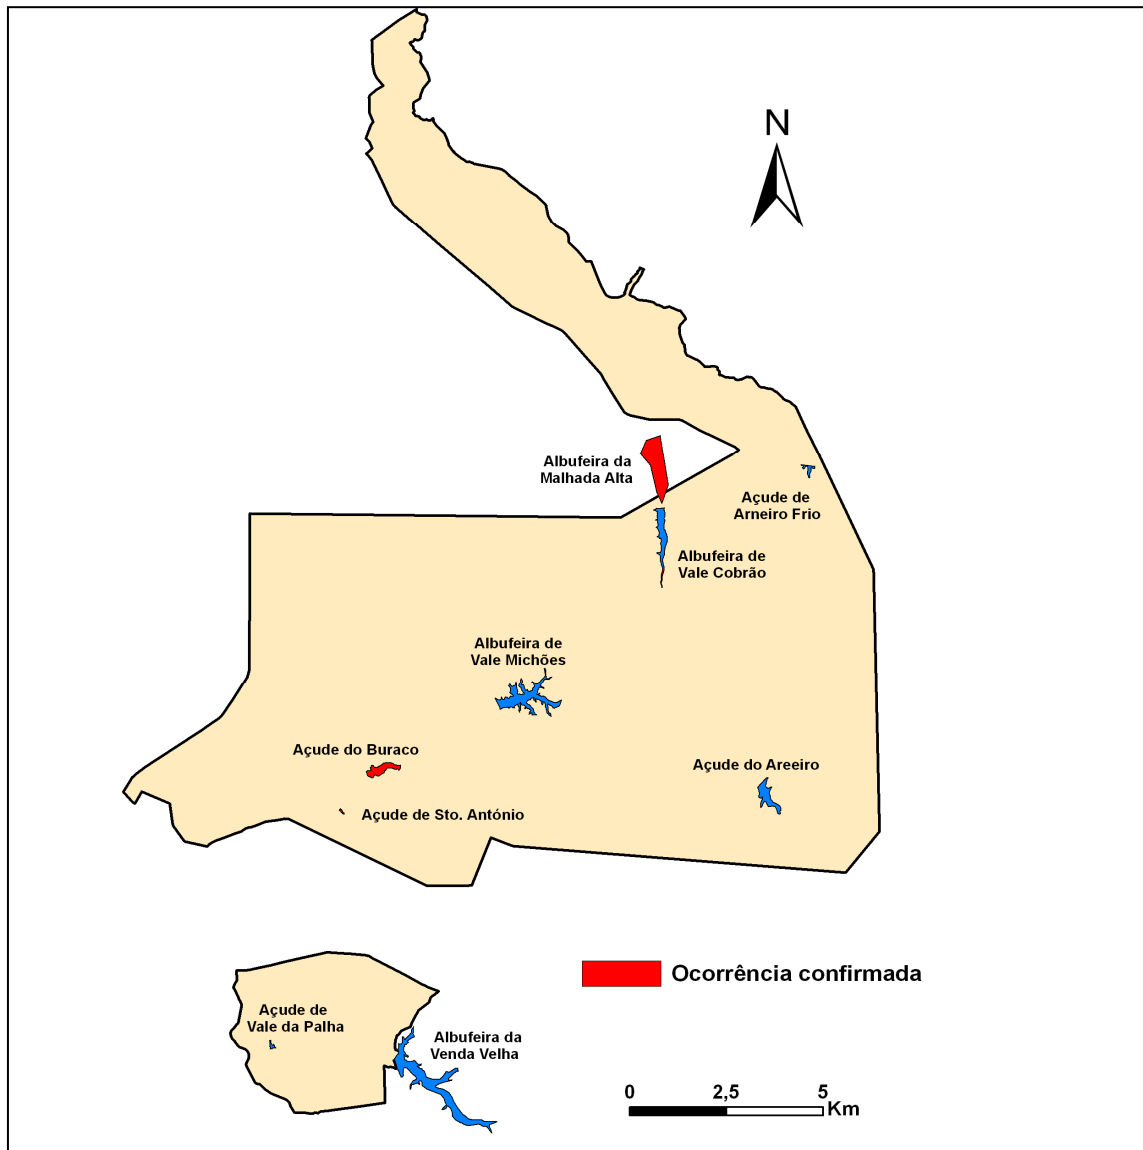 N
Albufeira da
Malhada Alta
Açude de
Arneiro Frio
Albufeira de
Vale Cobrão
Albufeira de
Vale Michões
Açude do Buraco
Açude do Areeiro
Açude de Sto. António
Ocorrência confirmada
Açude de
Vale da Palha
Albufeira da
Venda Velha
0 2,5 5
Km